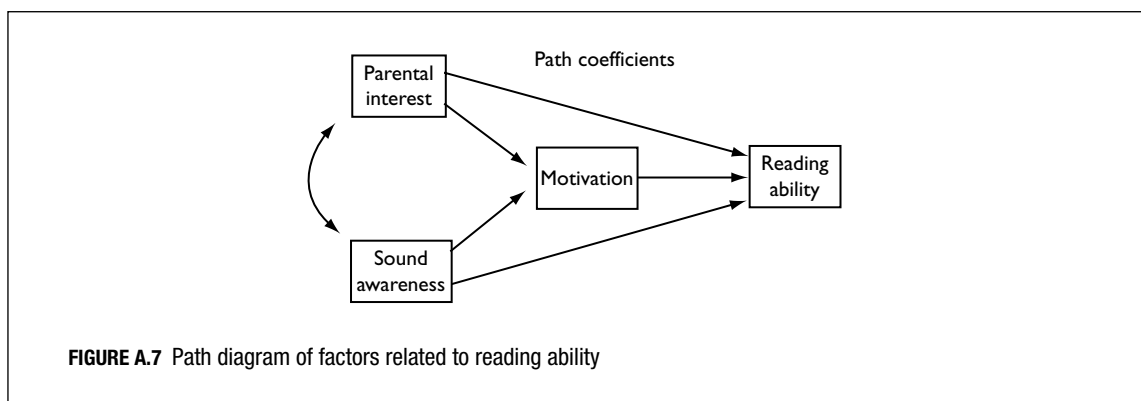 Parental
interest
Path coefficients
Motivation
Reading
ability
Sound
awareness
FIGURE A.7 Path diagram of factors related to reading ability